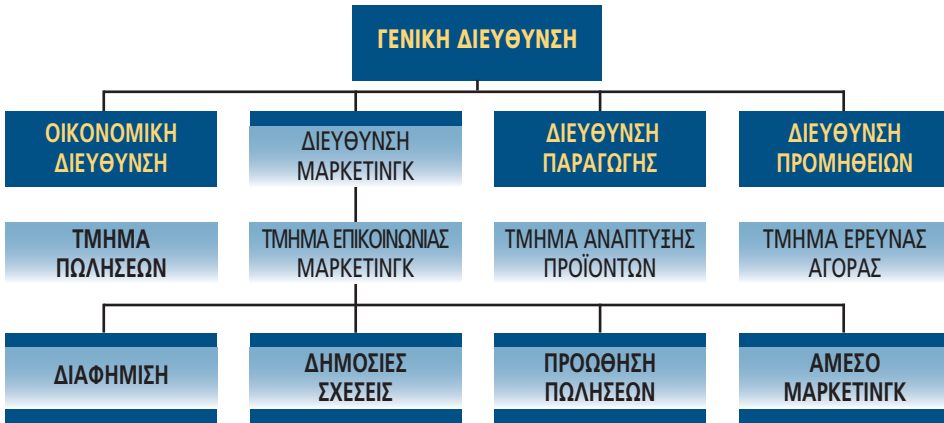 ΓΕΝΙΚΗ ΔΙΕΥΘΥΝΣΗ
ΟΙΚΟΝΟΜΙΚΗ
ΔΙΕΥΘΥΝΣΗ
ΔΙΕΥΘΥΝΣΗ
ΜΑΡΚΕΤΙΝΓΚ
ΔΙΕΥΘΥΝΣΗ
ΠΑΡΑΓΩΓΗΣ
ΔΙΕΥΘΥΝΣΗ
ΠΡΟΜΗΘΕΙΩΝ
ΤΜΗΜΑ
ΠΩΛΗΣΕΩΝ
ΤΜΗΜΑ ΕΠΙΚΟΙΝΩΝΙΑΣ
ΜΑΡΚΕΤΙΝΓΚ
ΤΜΗΜΑ ΑΝΑΠΤΥΞΗΣ
ΠΡΟΪΟΝΤΩΝ
ΤΜΗΜΑ ΕΡΕΥΝΑΣ
ΑΓΟΡΑΣ
ΔΙΑΦΗΜΙΣΗ
ΔΗΜΟΣΙΕΣ
ΣΧΕΣΕΙΣ
ΠΡΟΩΘΗΣΗ
ΠΩΛΗΣΕΩΝ
ΑΜΕΣΟ
ΜΑΡΚΕΤΙΝΓΚ